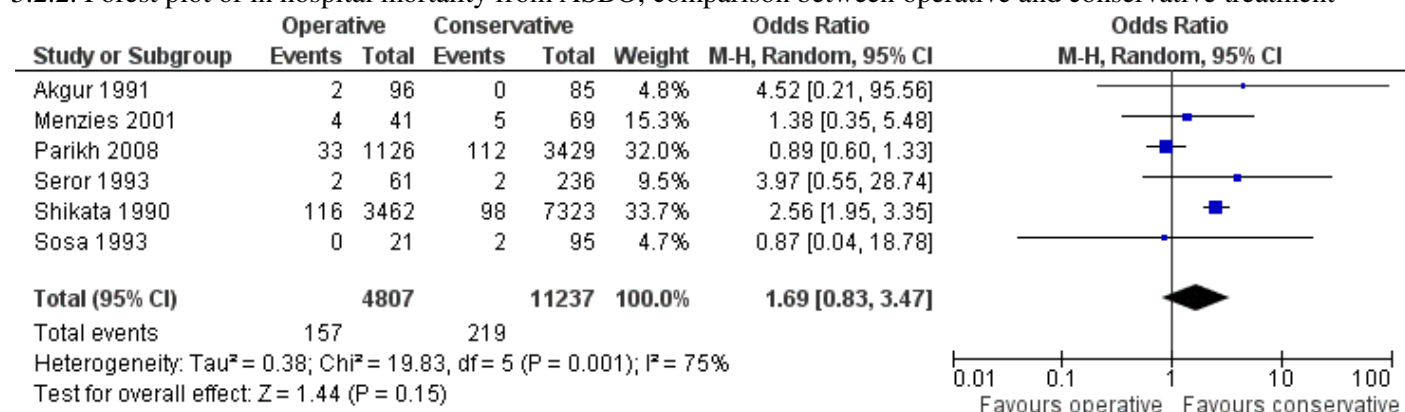 3.2.2. Forest plot of in hospital mortality from ASBO; comparison between operative and conservative treatment
Operative Conservative Odds Ratio Odds Ratio
Study or Subgroup Events Total Events Total Weight M-H, Random, 95% CI M-H, Random, 95% CI
Akgur 1991 2 96 0 85 4.8% 4.52 [0.21, 95.56]
Menzies 2001 4 41 5 69 15.3% 1.38 [0.35, 5.48]
Parikh 2008 33 1126 112 3429 32.0% 0.89 [0.60, 1.33]
Seror 1993 2 61 2 236 9.5% 3.97 [0.55, 28.74]
Shikata 1990 116 3462 98 7323 33.7% 2.56 [1.95, 3.35]
Sosa 1993 0 21 2 95 4.7% 0.87 [0.04, 18.78]
Total (95% CI) 4807 11237 100.0% 1.69 [0.83, 3.47]
Total events 157 219
Heterogeneity: Tau² = 0.38; Chi² = 19.83, df = 5 (P = 0.001); I² = 75%
Test for overall effect: Z = 1.44 (P = 0.15)
0.01 0.1 1 10 100
Favours operative Favours conservative